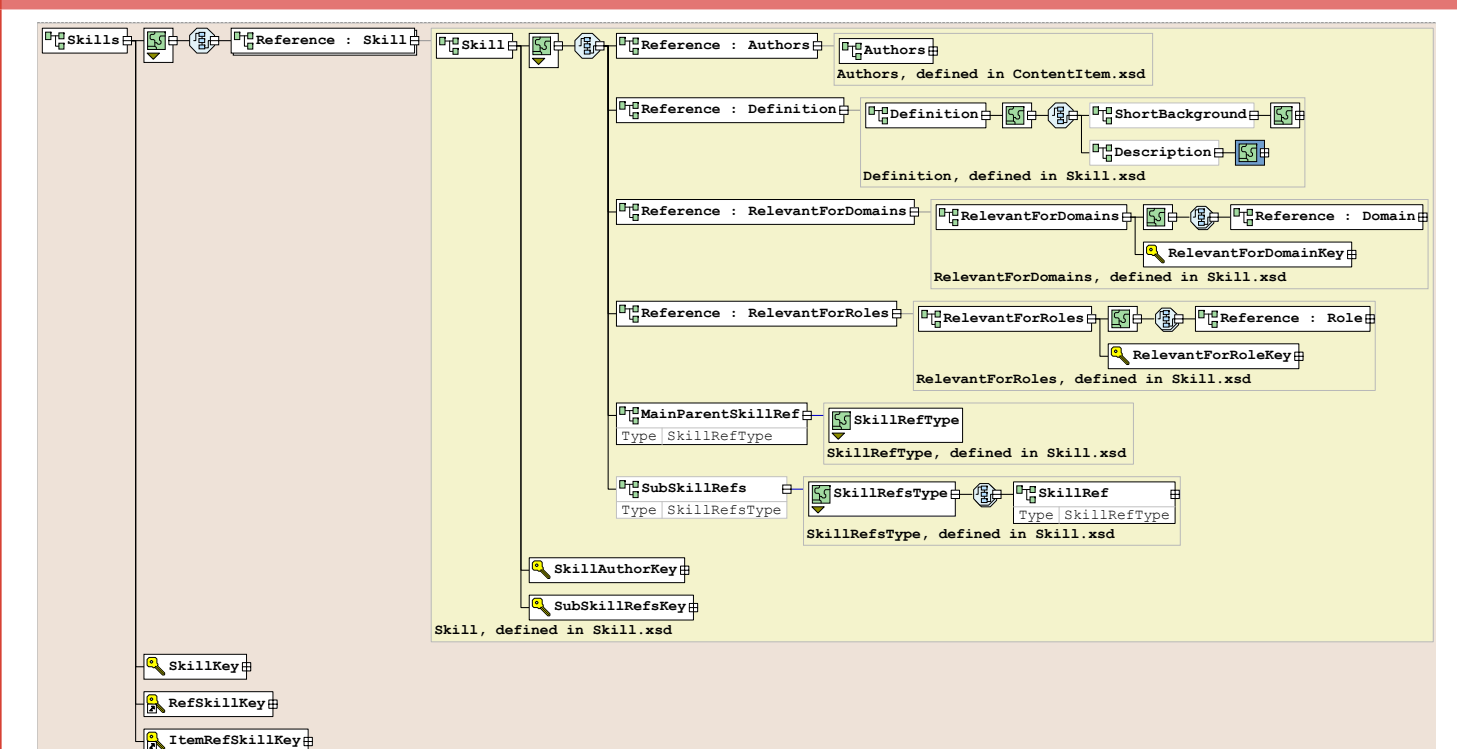 Skills
Reference : Skill
Skill
Reference : Authors
Authors
Authors, defined in ContentItem.xsd
Reference : Definition
Definition
ShortBackground
Description
Definition, defined in Skill.xsd
Reference : RelevantForDomains
RelevantForDomains
Reference : Domain
RelevantForDomainKey
RelevantForDomains, defined in Skill.xsd
Reference : RelevantForRoles
RelevantForRoles
Reference : Role
RelevantForRoleKey
RelevantForRoles, defined in Skill.xsd
MainParentSkillRef
Type SkillRefType
SkillRefType
SkillRefType, defined in Skill.xsd
SubSkillRefs
Type SkillRefsType
SkillRefsType
SkillRef
Type SkillRefType
SkillRefsType, defined in Skill.xsd
SkillAuthorKey
SubSkillRefsKey
Skill, defined in Skill.xsd
SkillKey
RefSkillKey
ItemRefSkillKey